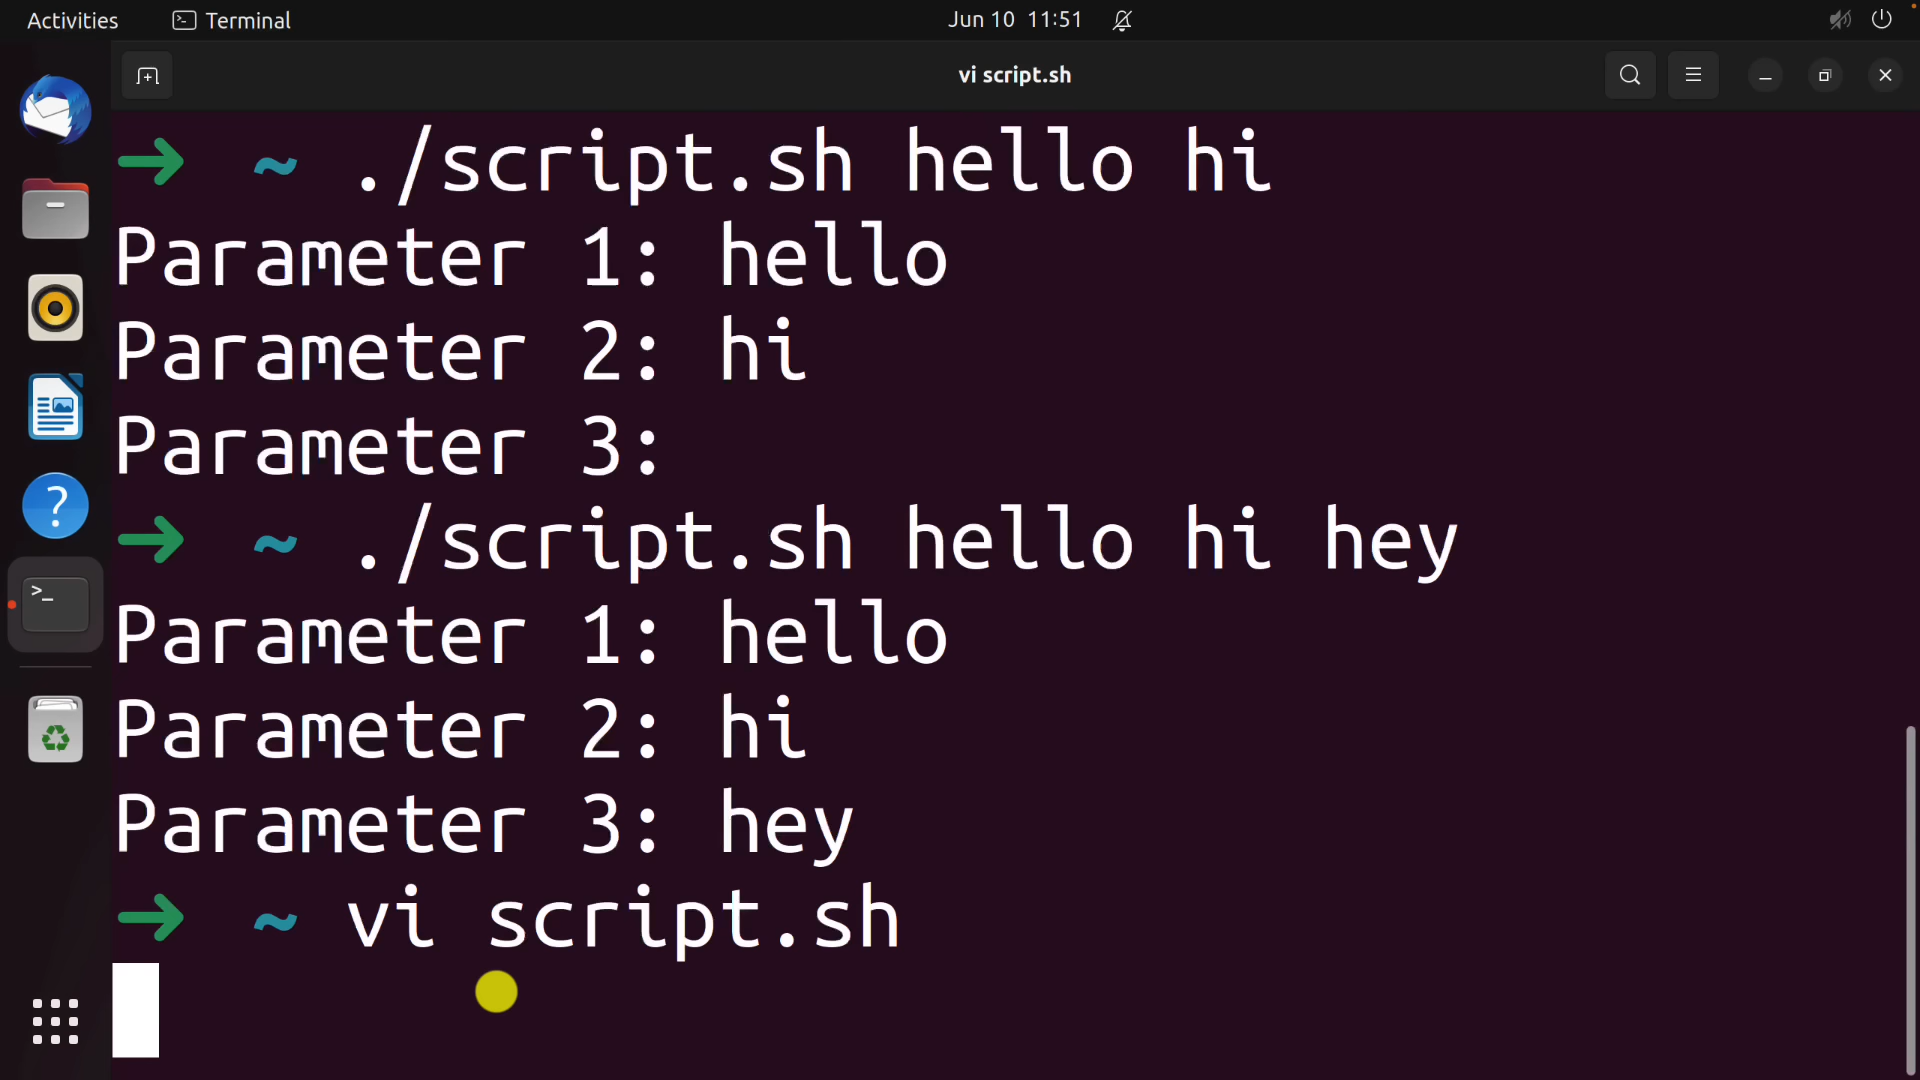 Activities Terminal Jun 10 11:51
vi script.sh
➜ ~ ./script.sh hello hi
Parameter 1: hello
Parameter 2: hi
Parameter 3:
➜ ~ ./script.sh hello hi hey
Parameter 1: hello
Parameter 2: hi
Parameter 3: hey
➜ ~ vi script.sh